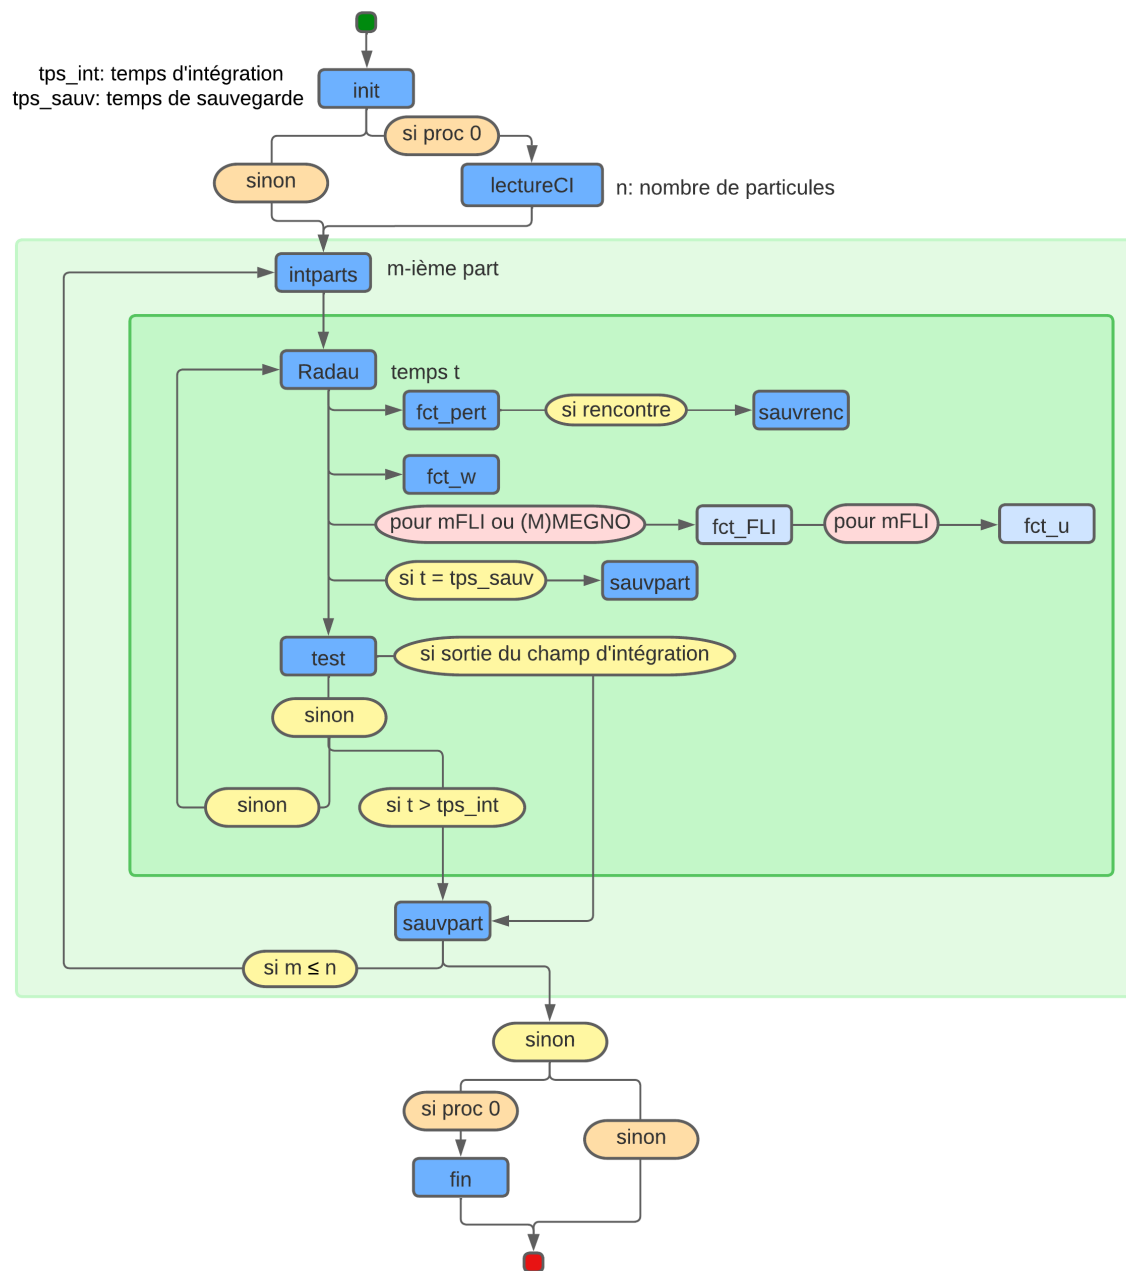 tps_int: temps d'intégration
tps_sauv: temps de sauvegarde
init
si proc 0
sinon
lectureCI
n: nombre de particules
intparts
m-ième part
Radau
temps t
fct_pert
si rencontre
sauvrenc
fct_w
pour mFLI ou (M)MEGNO
fct_FLI
pour mFLI
fct_u
si t = tps_sauv
sauvpart
test
si sortie du champ d'intégration
sinon
sinon
si t > tps_int
sauvpart
si m ≤ n
sinon
si proc 0
sinon
fin